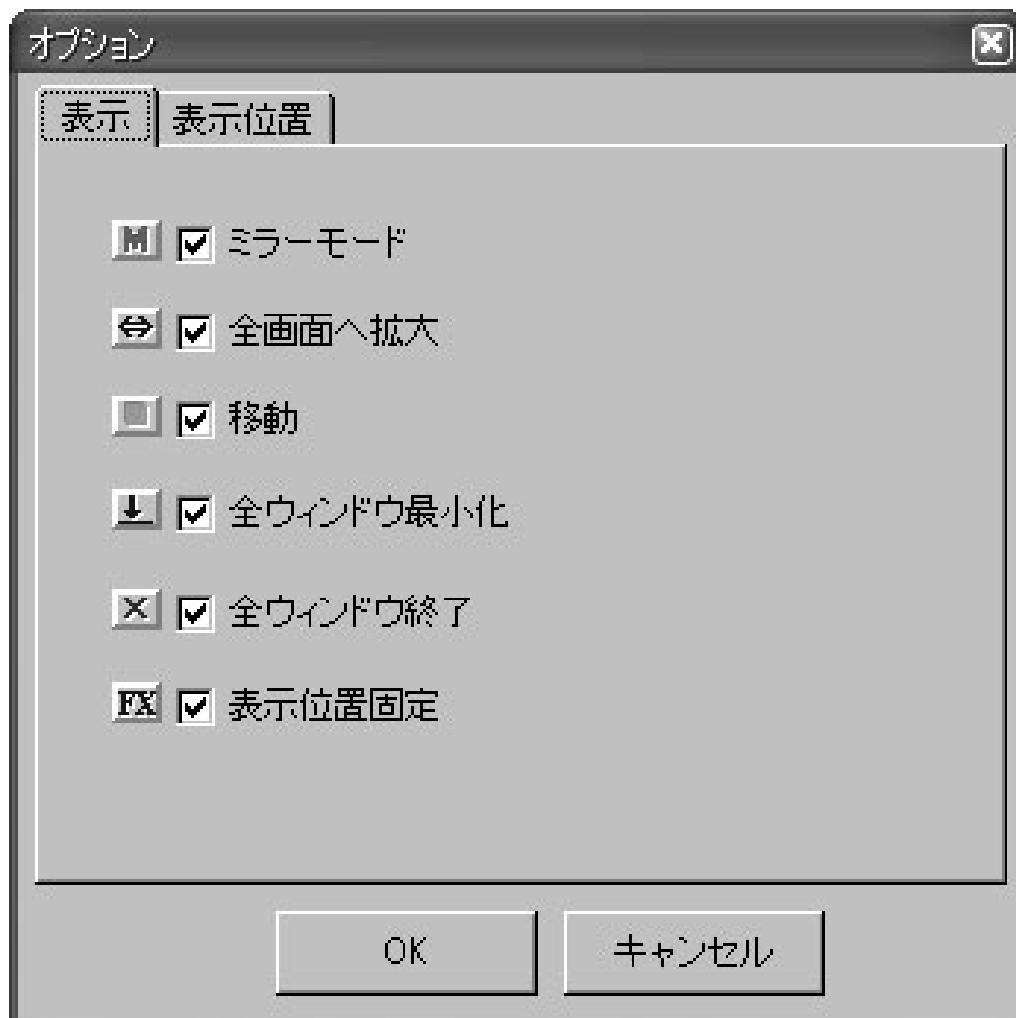 オプション
表示 表示位置
M ミラーモード
全画面へ拡大
移動
全ウィンドウ最小化
全ウィンドウ終了
FX 表示位置固定
OK キャンセル